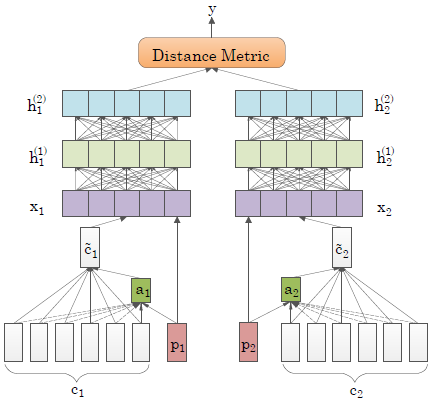 y
Distance Metric
h₁⁽²⁾ h₂⁽²⁾
h₁⁽¹⁾ h₂⁽¹⁾
x₁ x₂
c̃₁ c̃₂
a₁ a₂
p₁ p₂
c₁ c₂